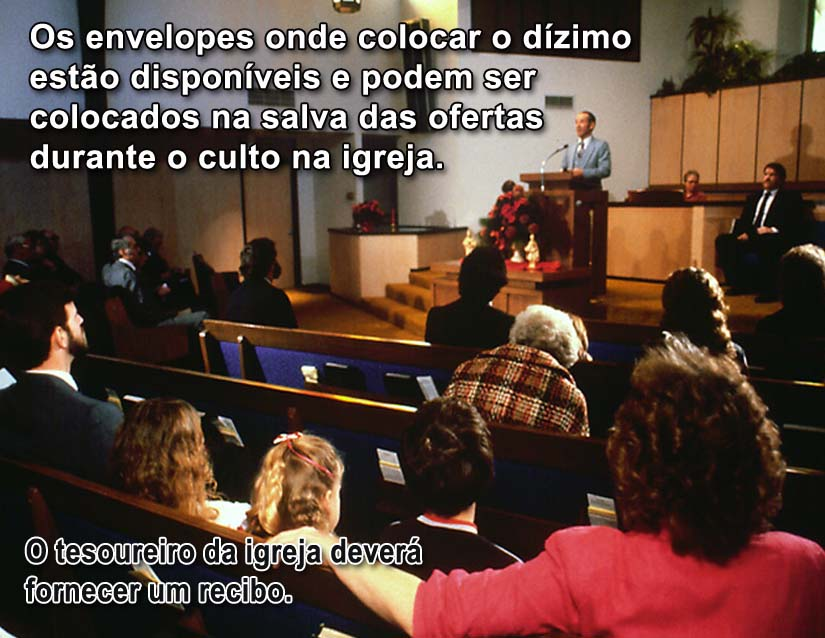 Os envelopes onde colocar o dízimo
estão disponíveis e podem ser
colocados na salva das ofertas
durante o culto na igreja.
O tesoureiro da igreja deverá
fornecer um recibo.